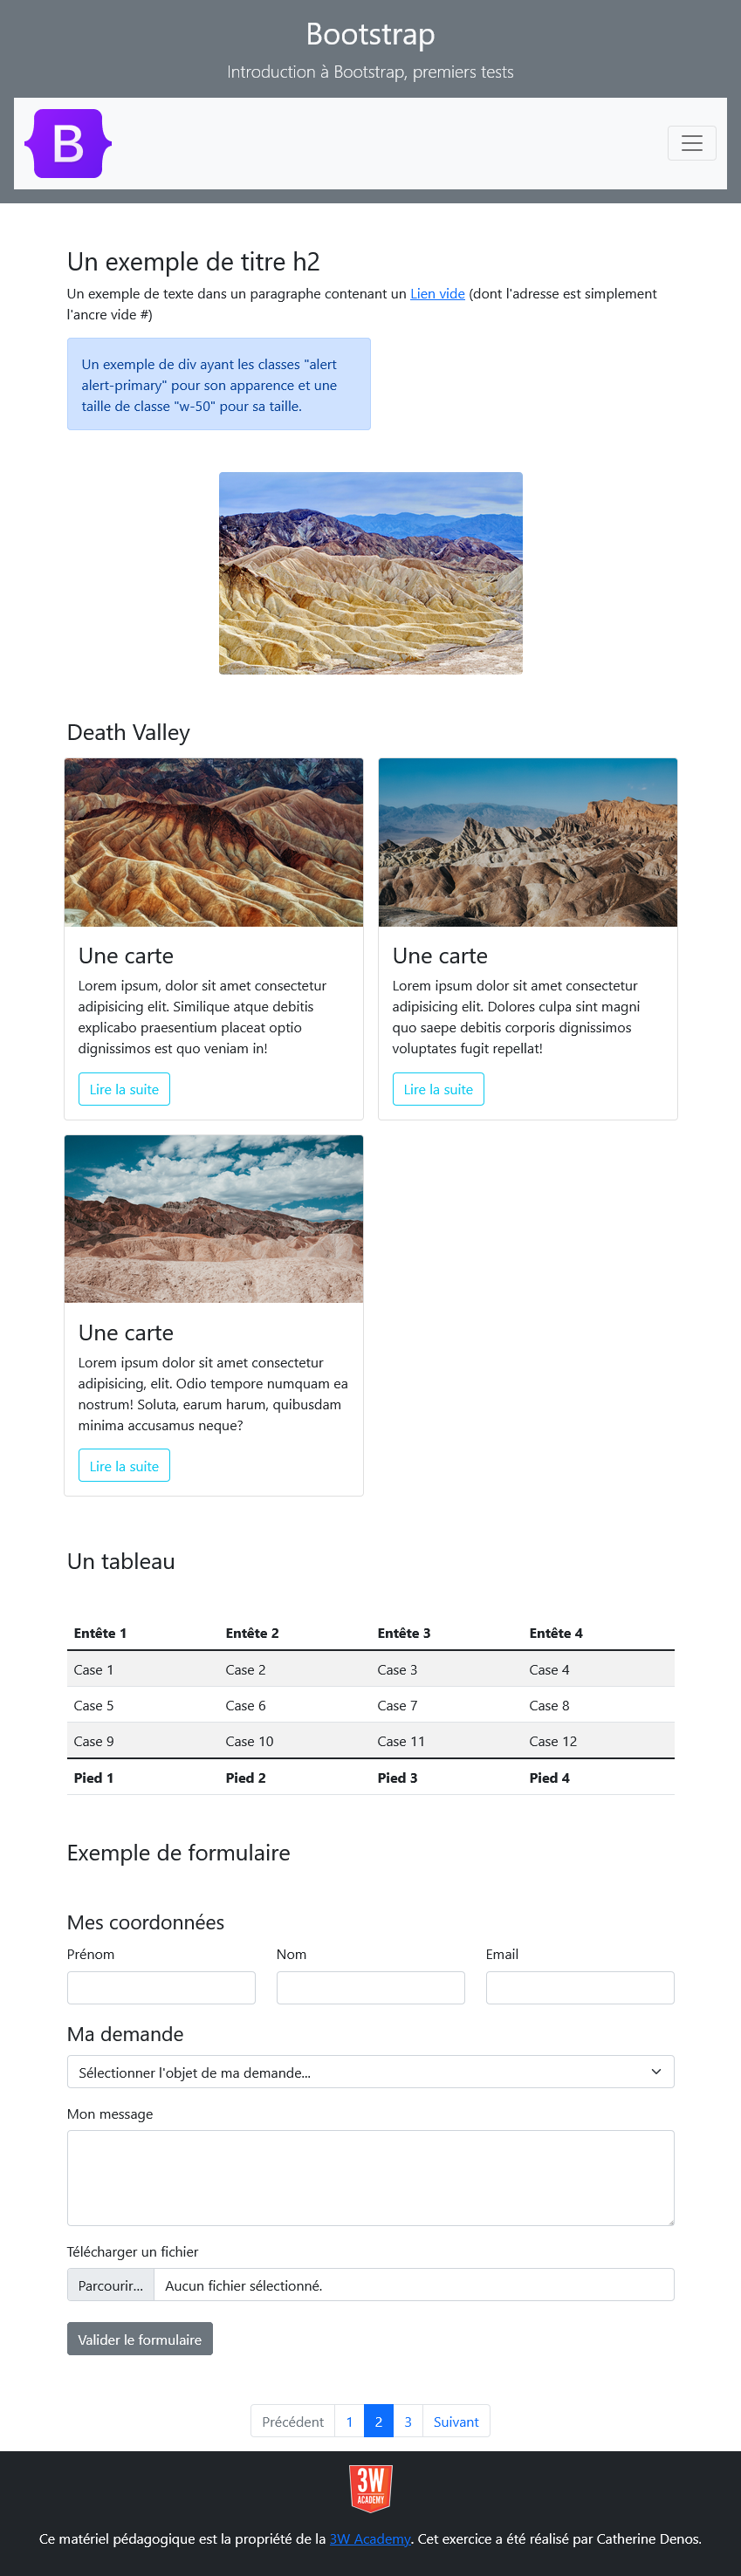 Bootstrap
Introduction à Bootstrap, premiers tests
B
Un exemple de titre h2
Un exemple de texte dans un paragraphe contenant un Lien vide (dont l'adresse est simplement
l'ancre vide #)
Un exemple de div ayant les classes "alert
alert-primary" pour son apparence et une
taille de classe "w-50" pour sa taille.
Death Valley
Une carte
Lorem ipsum, dolor sit amet consectetur
adipisicing elit. Similique atque debitis
explicabo praesentium placeat optio
dignissimos est quo veniam in!
Lire la suite
Une carte
Lorem ipsum dolor sit amet consectetur
adipisicing elit. Dolores culpa sint magni
quo saepe debitis corporis dignissimos
voluptates fugit repellat!
Lire la suite
Une carte
Lorem ipsum dolor sit amet consectetur
adipisicing, elit. Odio tempore numquam ea
nostrum! Soluta, earum harum, quibusdam
minima accusamus neque?
Lire la suite
Un tableau
Entête 1 Entête 2 Entête 3 Entête 4
Case 1 Case 2 Case 3 Case 4
Case 5 Case 6 Case 7 Case 8
Case 9 Case 10 Case 11 Case 12
Pied 1 Pied 2 Pied 3 Pied 4
Exemple de formulaire
Mes coordonnées
Prénom Nom Email
Ma demande
Sélectionner l'objet de ma demande...
Mon message
Télécharger un fichier
Parcourir... Aucun fichier sélectionné.
Valider le formulaire
Précédent 1 2 3 Suivant
3W
ACADEMY
Ce matériel pédagogique est la propriété de la 3W Academy. Cet exercice a été réalisé par Catherine Denos.